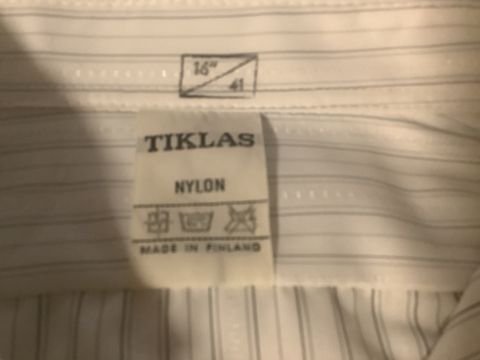 16"
41
TIKLAS
NYLON
MADE IN FINLAND